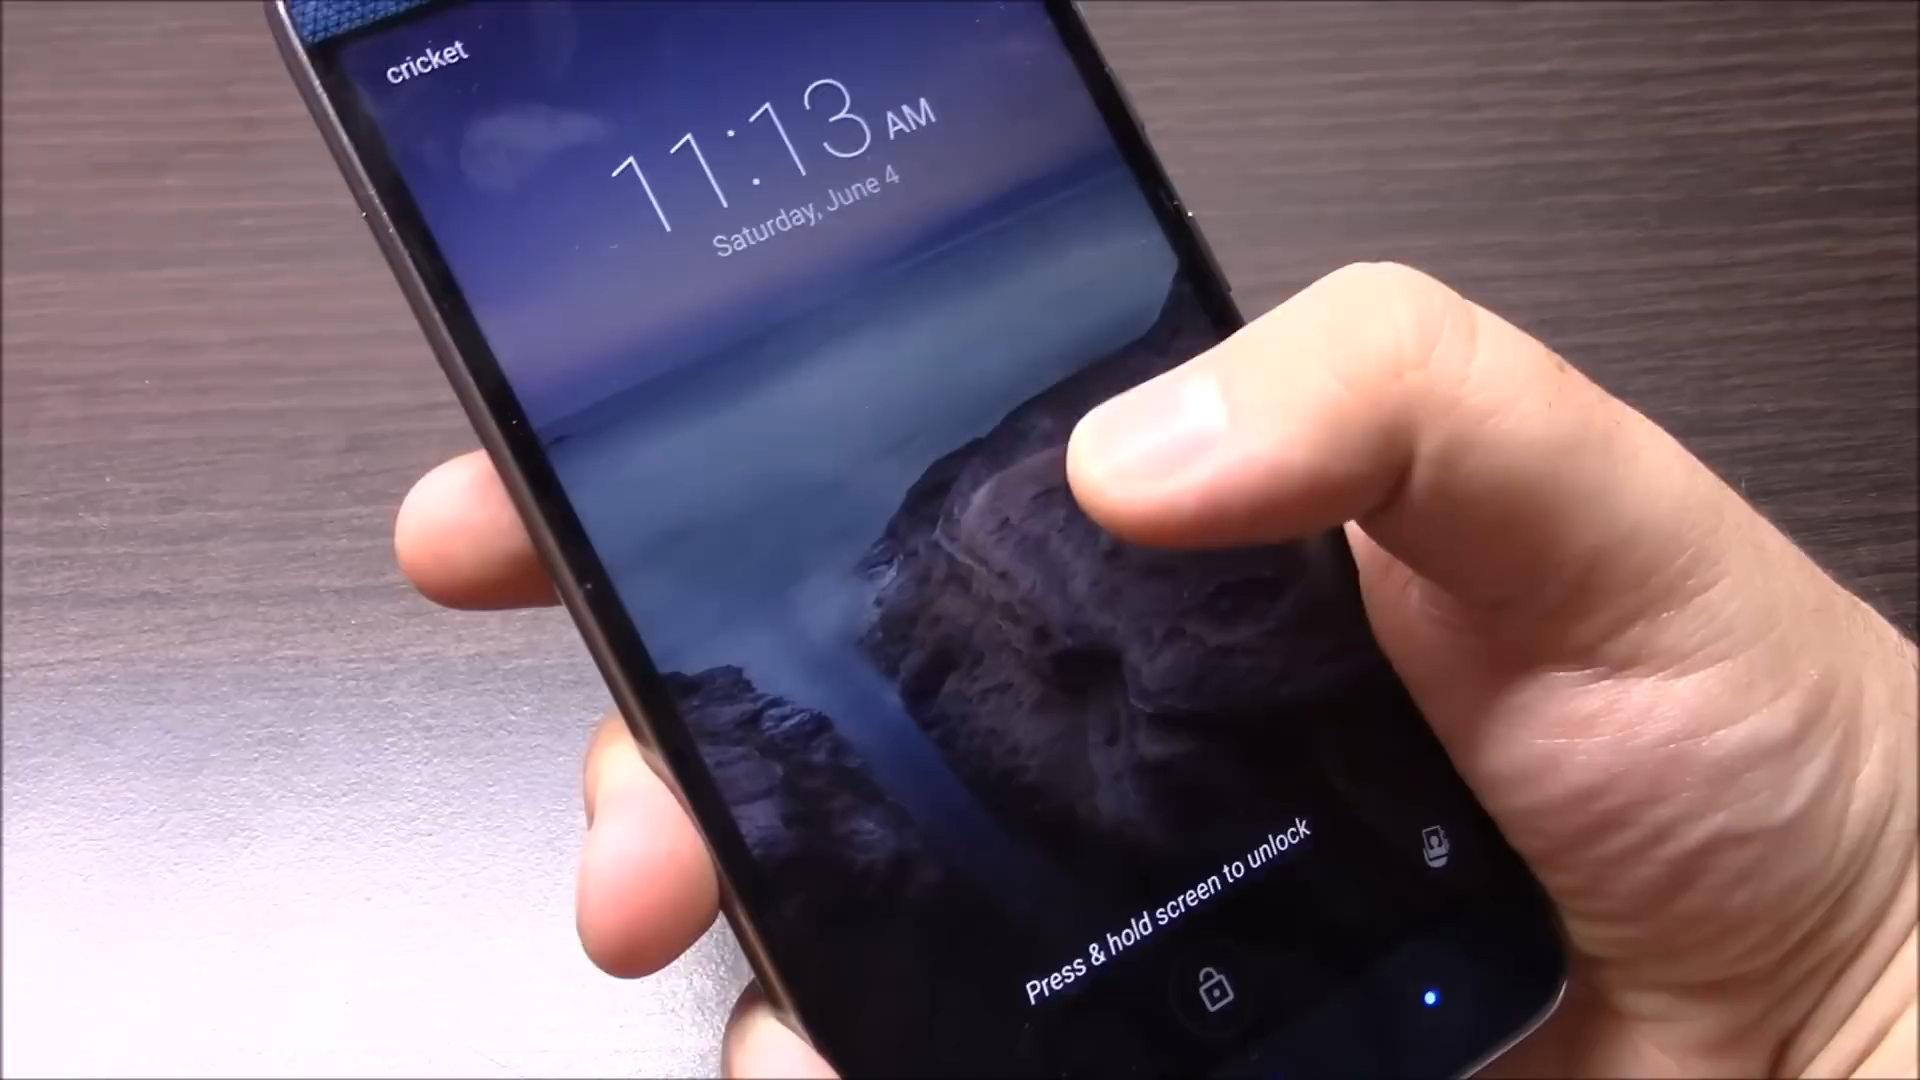 cricket
11:13 AM
Saturday, June 4
Press & hold screen to unlock